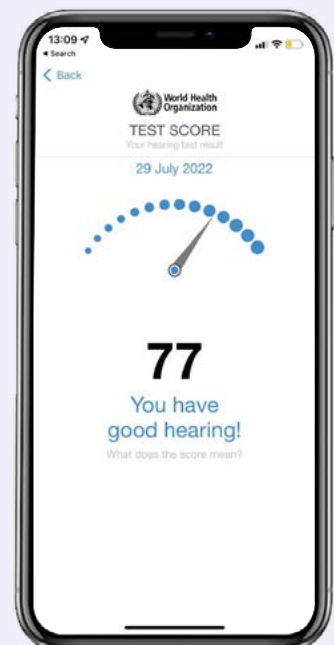 13:09
Search
Back
World Health
Organization
TEST SCORE
Your hearing test result
29 July 2022
77
You have
good hearing!
What does the score mean?